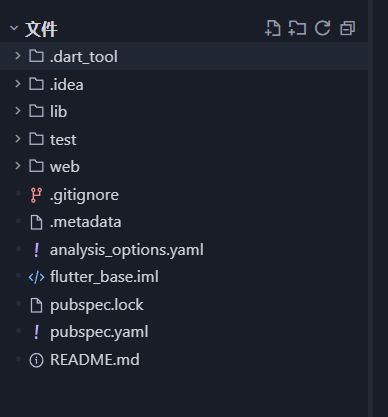 文件
.dart_tool
.idea
lib
test
web
.gitignore
.metadata
analysis_options.yaml
flutter_base.iml
pubspec.lock
pubspec.yaml
README.md